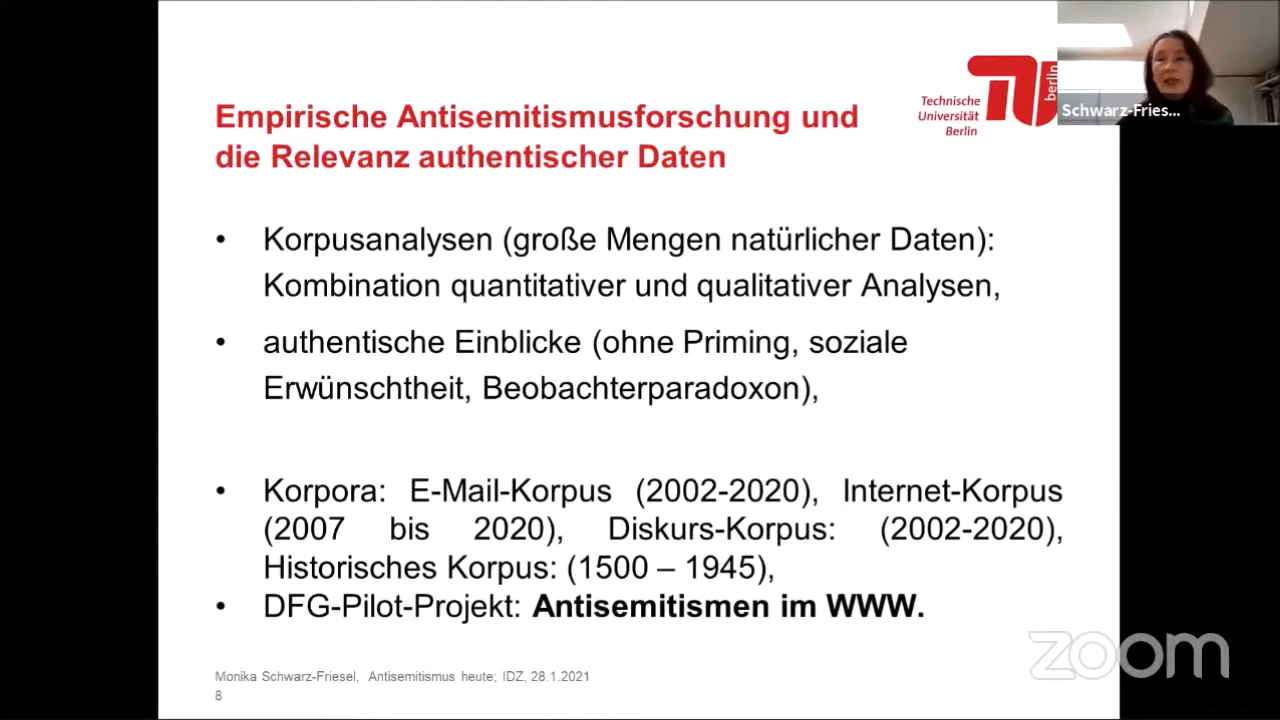 Empirische Antisemitismusforschung und
die Relevanz authentischer Daten
Technische
Universität
Berlin
berlin
Schwarz-Fries...
• Korpusanalysen (große Mengen natürlicher Daten):
Kombination quantitativer und qualitativer Analysen,
• authentische Einblicke (ohne Priming, soziale
Erwünschtheit, Beobachterparadoxon),
• Korpora: E-Mail-Korpus (2002-2020), Internet-Korpus
(2007 bis 2020), Diskurs-Korpus: (2002-2020),
Historisches Korpus: (1500 – 1945),
• DFG-Pilot-Projekt: Antisemitismen im WWW.
zoom
Monika Schwarz-Friesel, Antisemitismus heute; IDZ, 28.1.2021
8